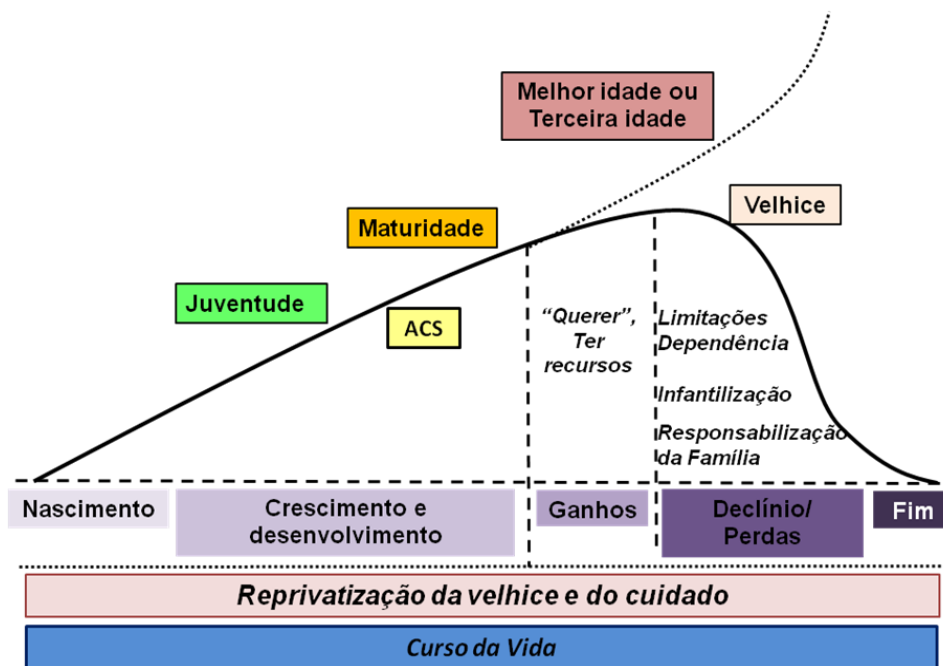 Melhor idade ou
Terceira idade
Velhice
Maturidade
Juventude
ACS
“Querer”,
Ter
recursos
Limitações
Dependência
Infantilização
Responsabilização
da Família
Nascimento
Crescimento e
desenvolvimento
Ganhos
Declínio/
Perdas
Fim
Reprivatização da velhice e do cuidado
Curso da Vida